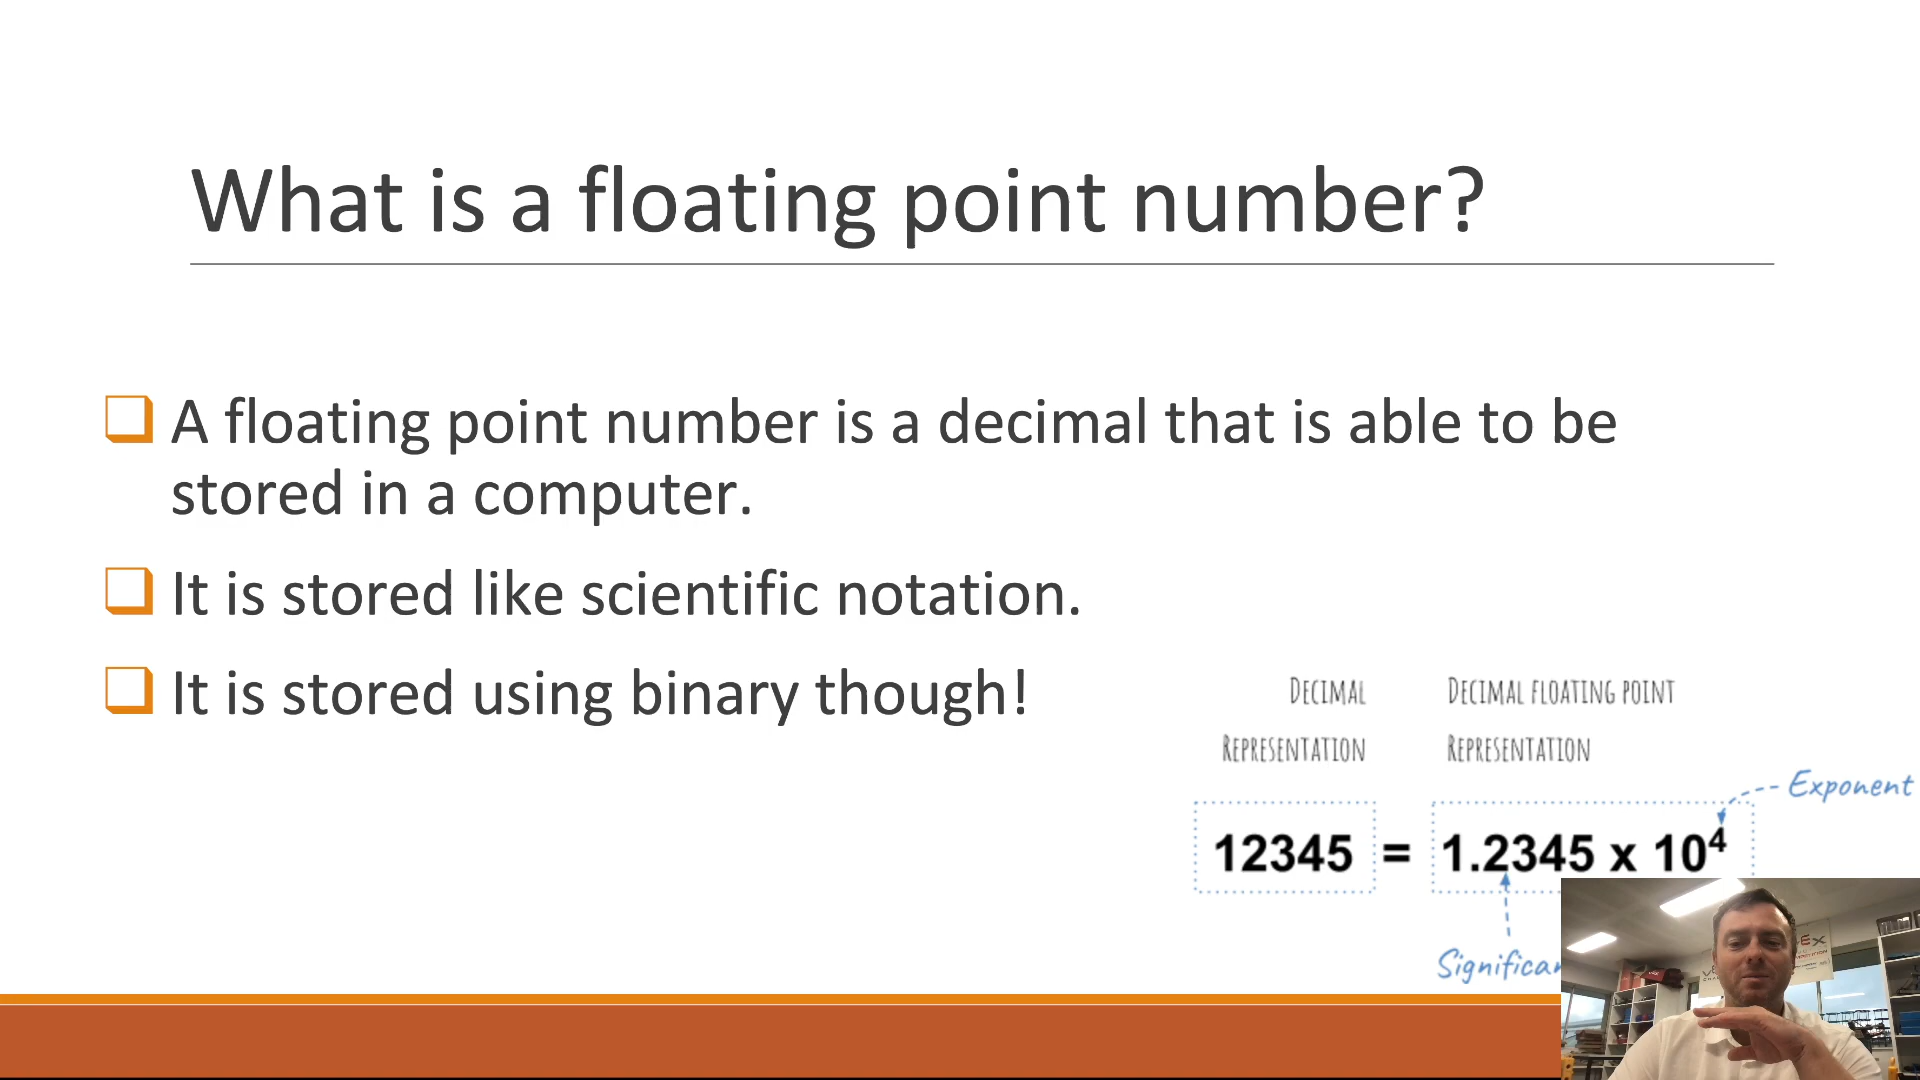 What is a floating point number?
❑ A floating point number is a decimal that is able to be
stored in a computer.
❑ It is stored like scientific notation.
❑ It is stored using binary though!
DECIMAL
REPRESENTATION
DECIMAL FLOATING POINT
REPRESENTATION
Exponent
12345 = 1.2345 x 10⁴